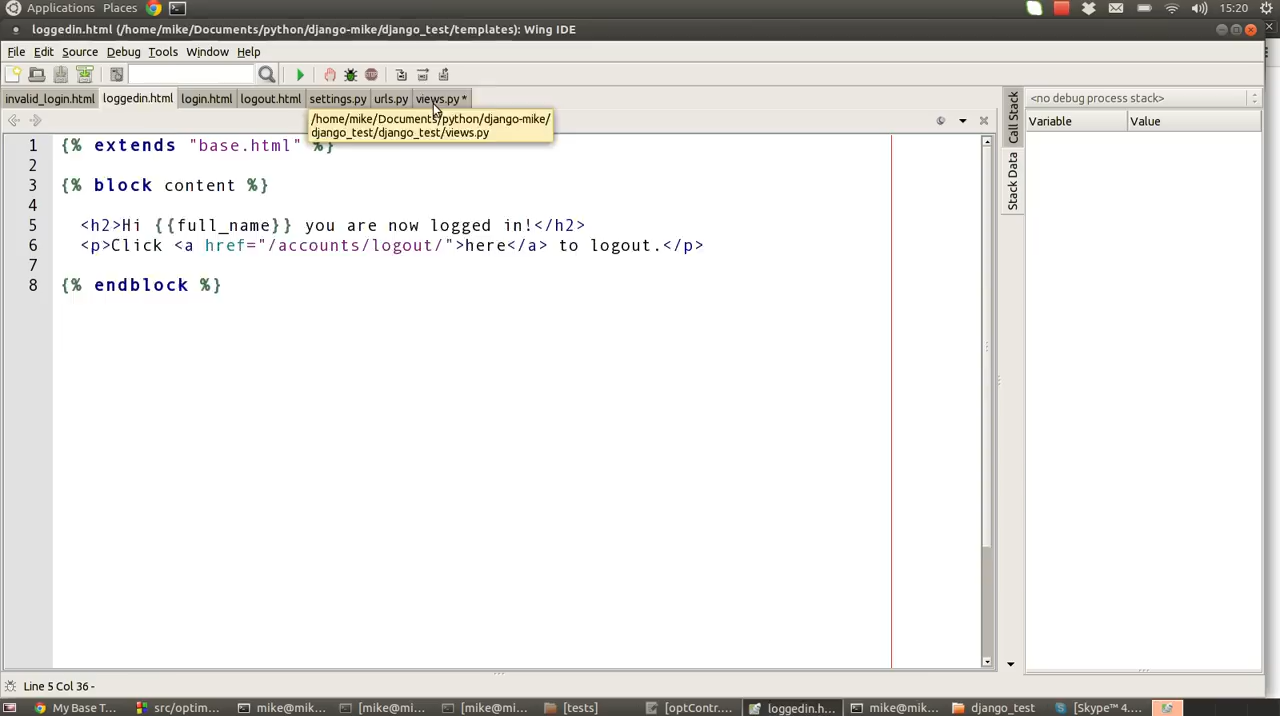 Applications Places 15:20
loggedin.html (/home/mike/Documents/python/django-mike/django_test/templates): Wing IDE
File Edit Source Debug Tools Window Help
invalid_login.html loggedin.html login.html logout.html settings.py urls.py views.py * <no debug process stack>
/home/mike/Documents/python/django-mike/
django_test/django_test/views.py
Variable Value
Call Stack
Stack Data
1 {% extends "base.html" %}
2
3 {% block content %}
4
5 <h2>Hi {{full_name}} you are now logged in!</h2>
6 <p>Click <a href="/accounts/logout/">here</a> to logout.</p>
7
8 {% endblock %}
Line 5 Col 36 -
My Base T... src/optim... mike@mik... [mike@mi... [mike@mi... [tests] [optContr... loggedin.h... mike@mik... django_test [Skype™ 4....